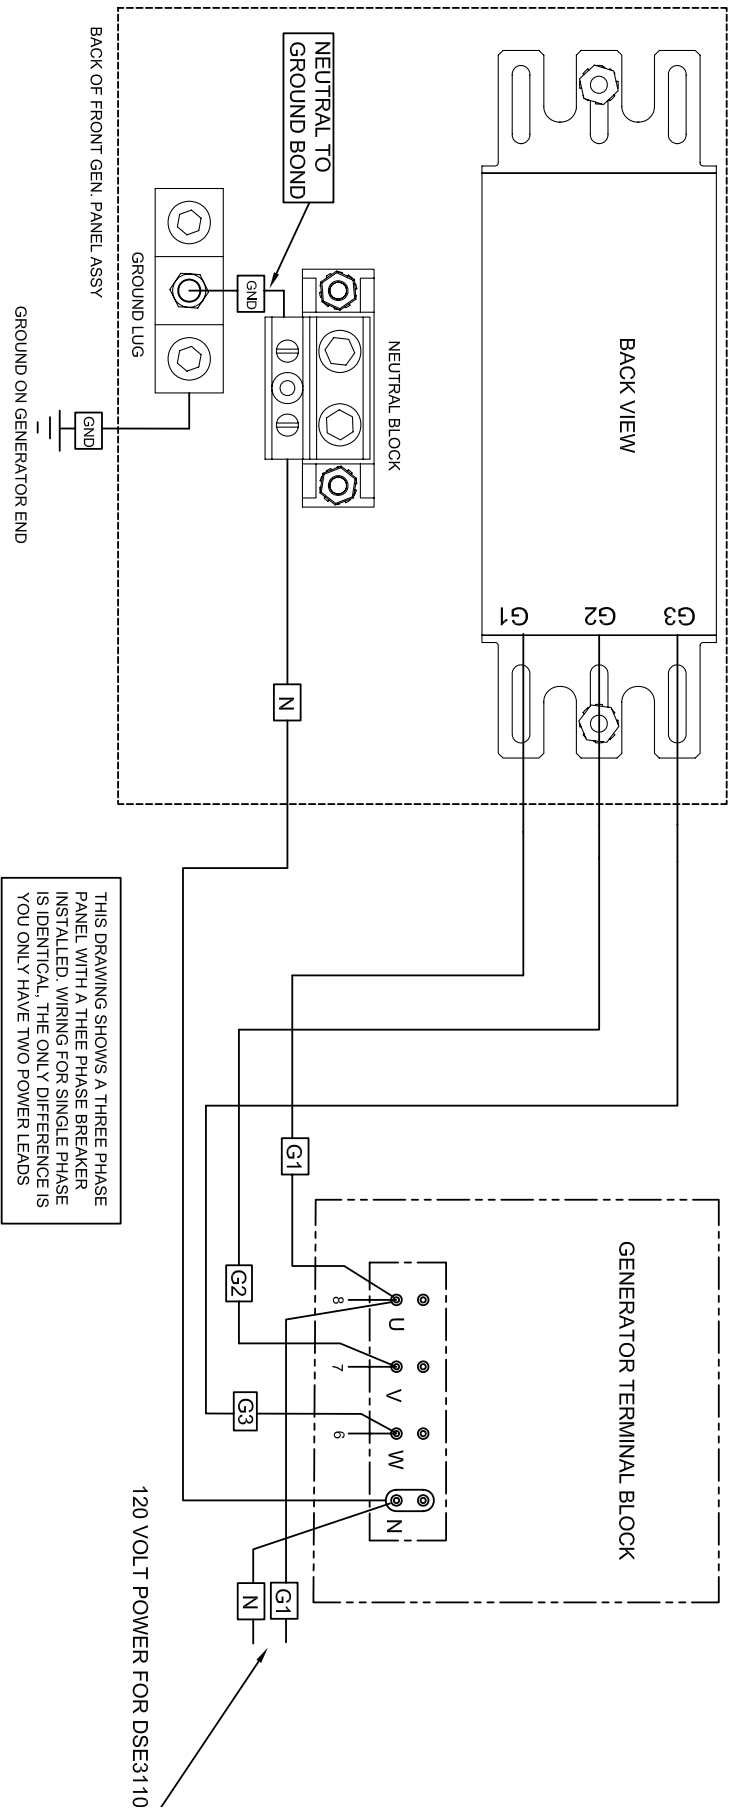 BACK VIEW
G3
G2
G1
NEUTRAL TO
GROUND BOND
NEUTRAL BLOCK
GND
GROUND LUG
GND
BACK OF FRONT GEN. PANEL ASSY
GROUND ON GENERATOR END
N
GENERATOR TERMINAL BLOCK
G1
G2
G3
8
7
6
U
V
W
N
G1
N
120 VOLT POWER FOR DSE3110
THIS DRAWING SHOWS A THREE PHASE
PANEL WITH A THEE PHASE BREAKER
INSTALLED. WIRING FOR SINGLE PHASE
IS IDENTICAL, THE ONLY DIFFERENCE IS
YOU ONLY HAVE TWO POWER LEADS